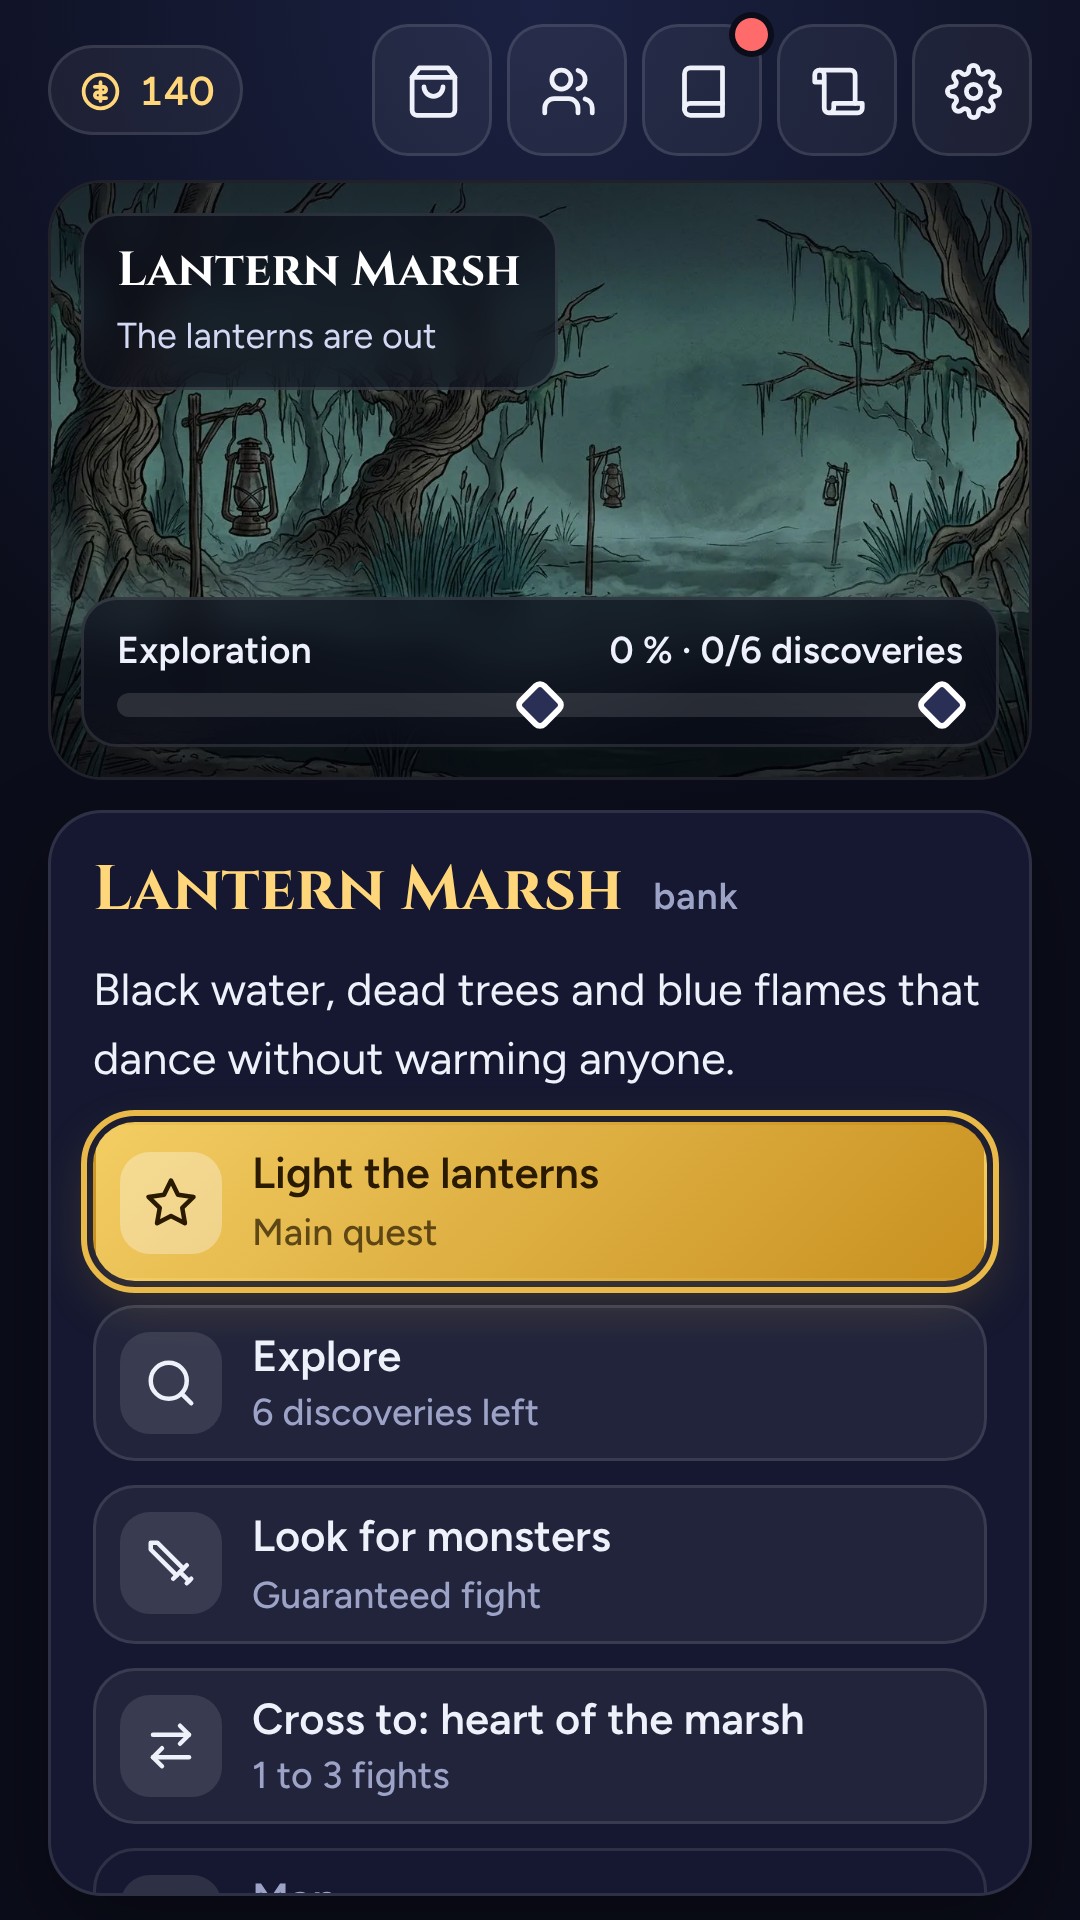 140
Lantern Marsh
The lanterns are out
Exploration
0 % · 0/6 discoveries
Lantern Marsh bank
Black water, dead trees and blue flames that
dance without warming anyone.
Light the lanterns
Main quest
Explore
6 discoveries left
Look for monsters
Guaranteed fight
Cross to: heart of the marsh
1 to 3 fights